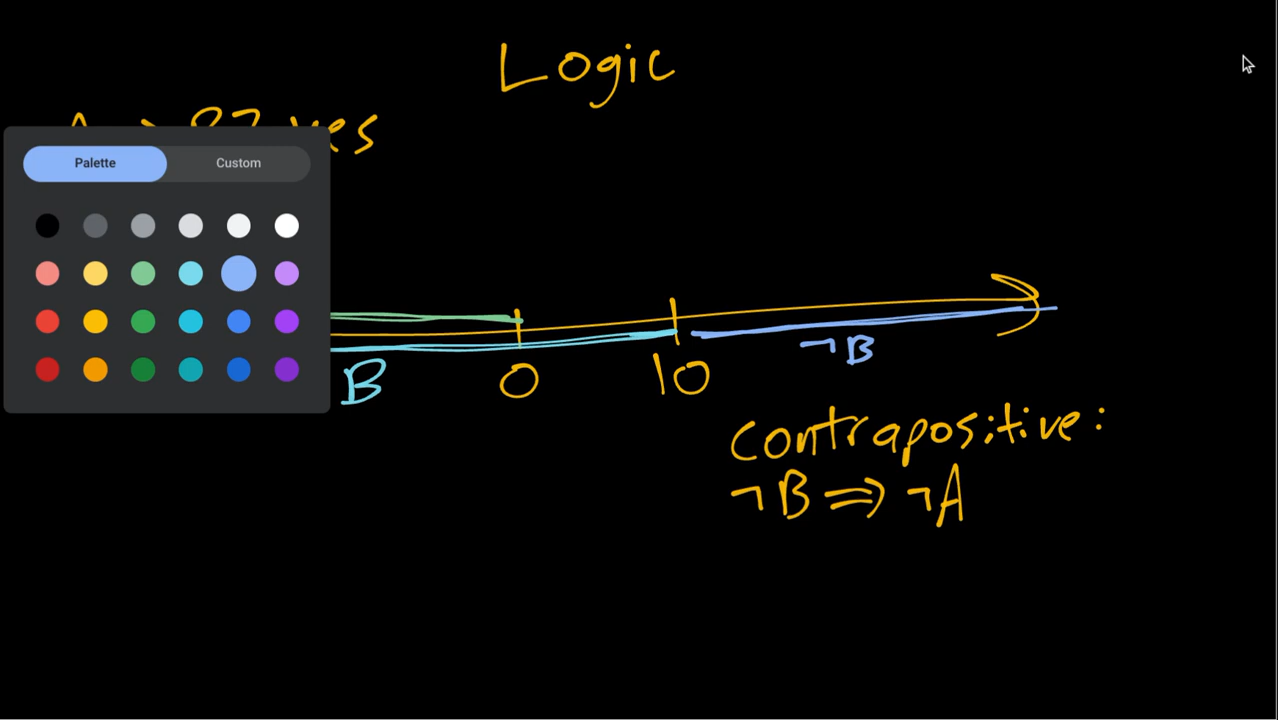 Logic
B? yes
Palette Custom
¬B
B 0 10
Contrapositive:
¬B ⇒ ¬A